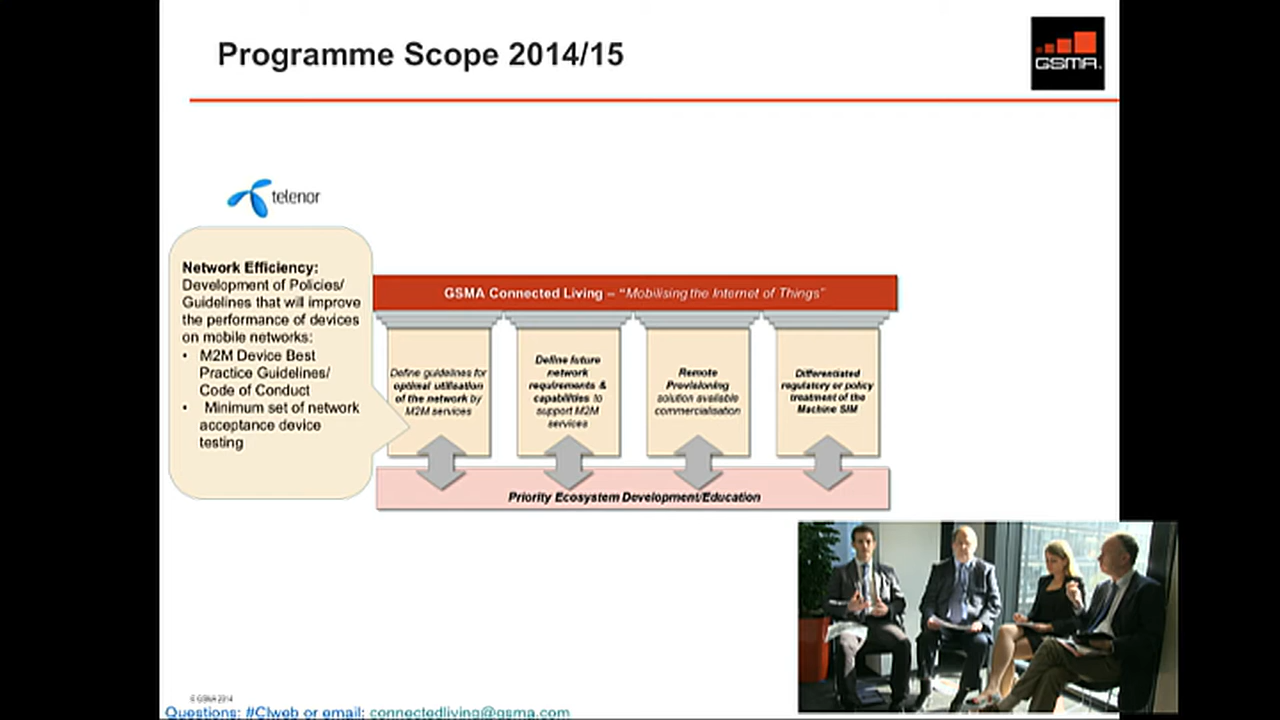 Programme Scope 2014/15
GSMA
telenor
Network Efficiency:
Development of Policies/
Guidelines that will improve
the performance of devices
on mobile networks:
• M2M Device Best
Practice Guidelines/
Code of Conduct
• Minimum set of network
acceptance device
testing
GSMA Connected Living – “Mobilising the Internet of Things”
Define guidelines for
optimal utilisation
of the network by
M2M services
Define future
network
requirements &
capabilities to
support M2M
services
Remote
Provisioning
solution available
commercialisation
Differentiated
regulatory or policy
treatment of the
Machine SIM
Priority Ecosystem Development/Education
© GSMA 2014
Questions: #Clweb or email: connectedliving@gsma.com